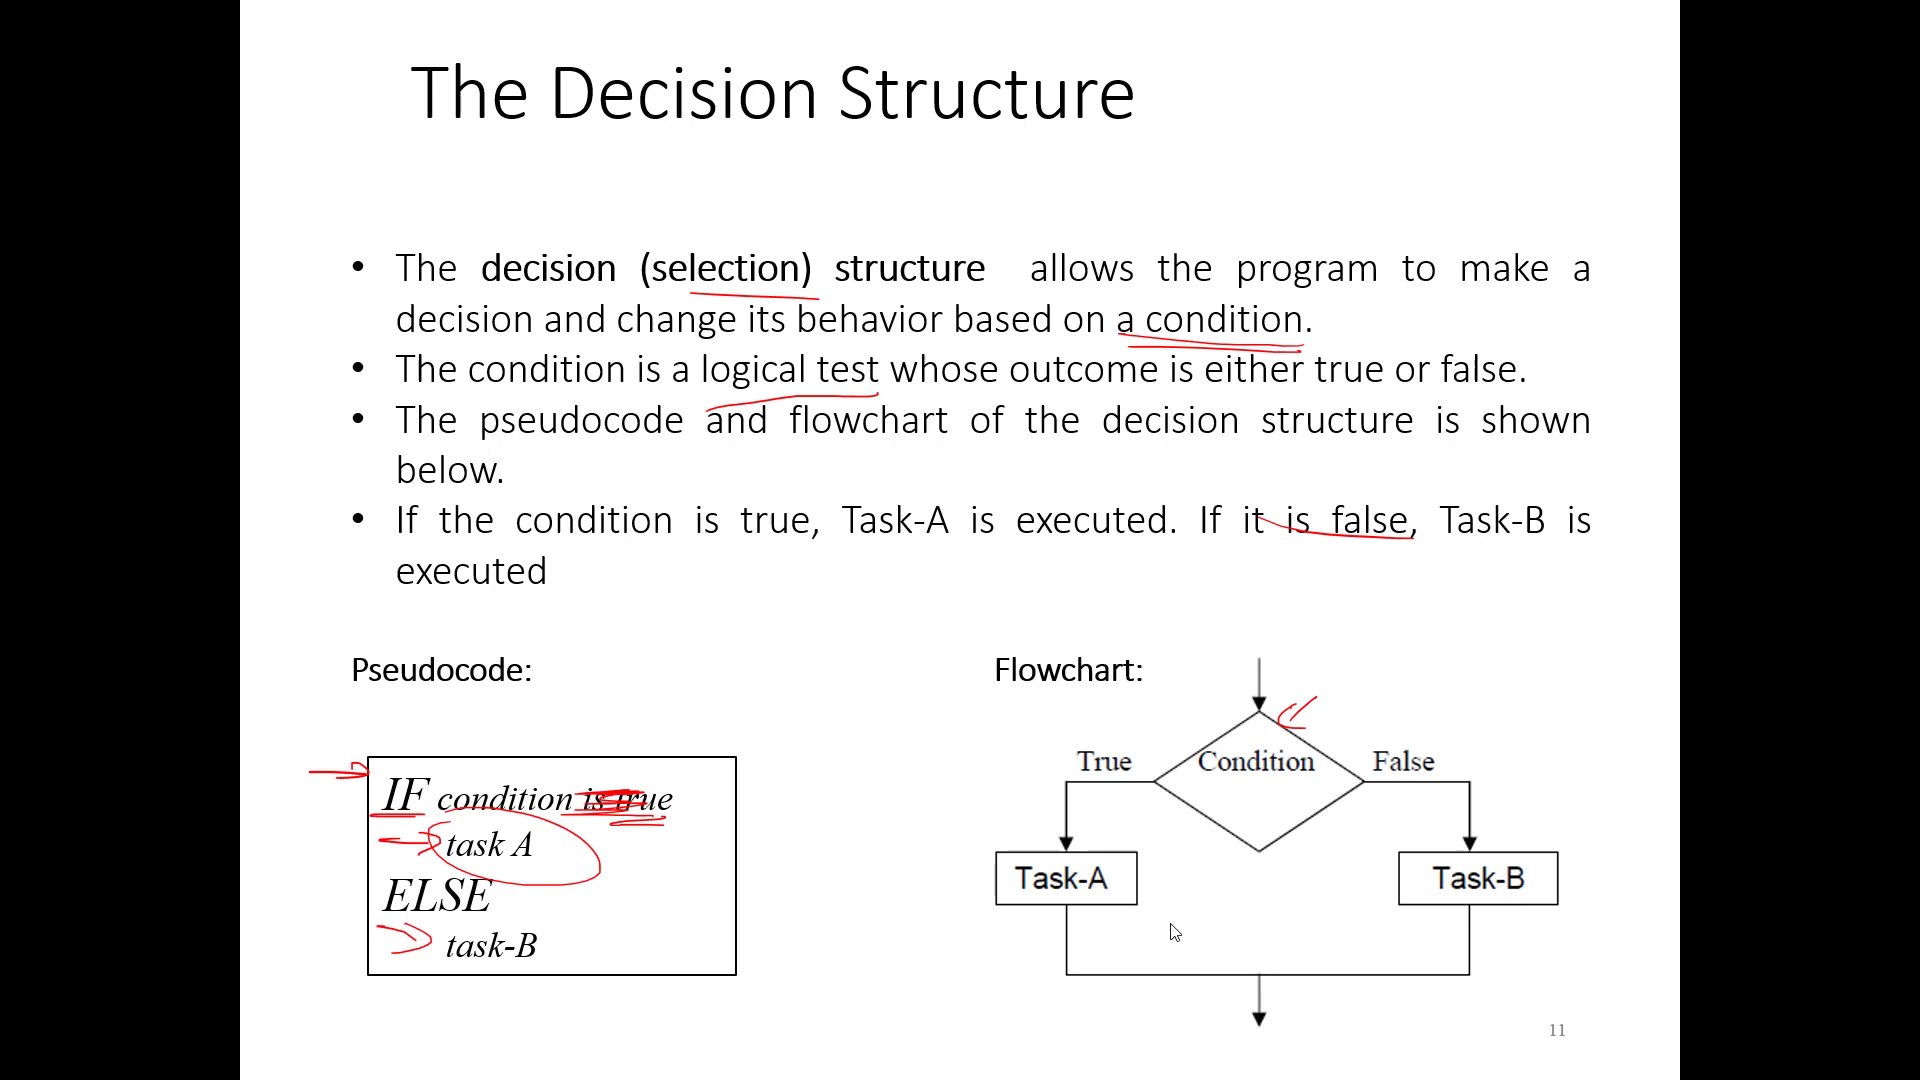 The Decision Structure
• The decision (selection) structure allows the program to make a
decision and change its behavior based on a condition.
• The condition is a logical test whose outcome is either true or false.
• The pseudocode and flowchart of the decision structure is shown
below.
• If the condition is true, Task-A is executed. If it is false, Task-B is
executed
Pseudocode:
IF condition is true
task A
ELSE
task-B
Flowchart:
True
Condition
False
Task-A
Task-B
11